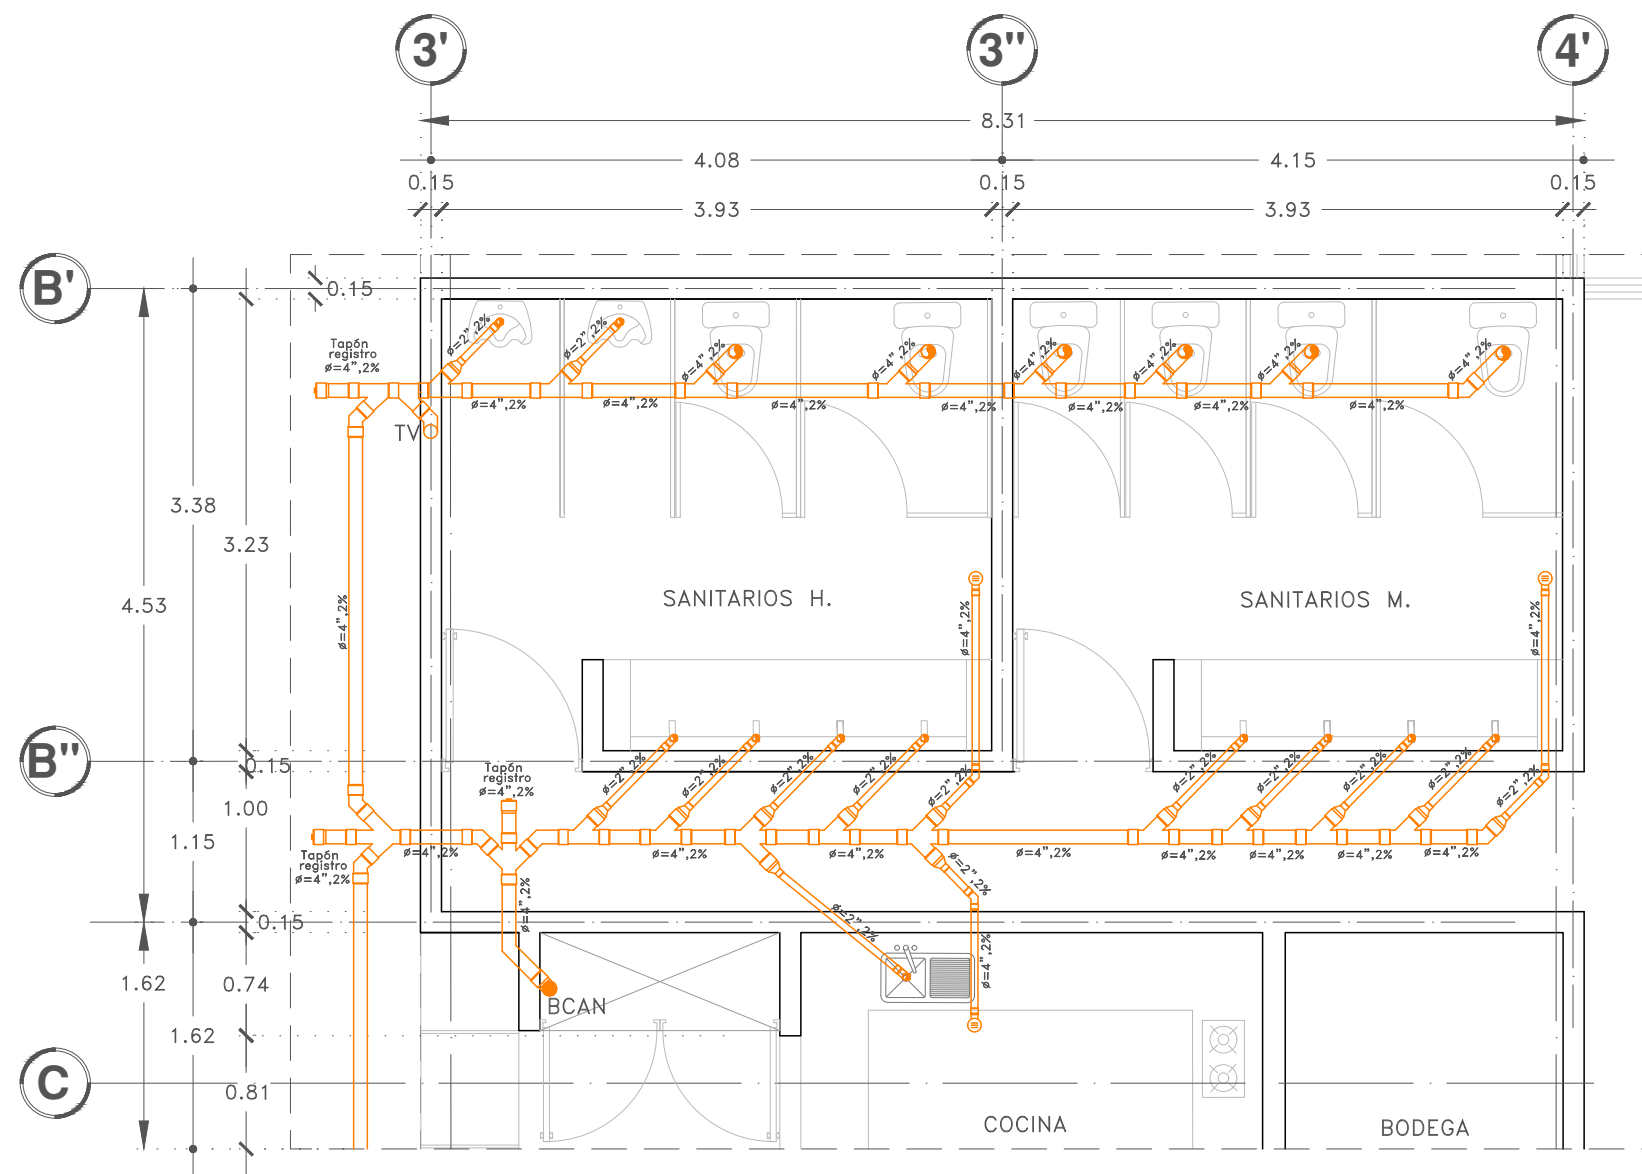 3' 3'' 4'
8.31
4.08 4.15
0.15 0.15 0.15
3.93 3.93
B'
0.15
Tapón
registro
ø=4",2%
ø=2",2% ø=2",2% ø=4",2% ø=4",2% ø=4",2% ø=4",2% ø=4",2% ø=4",2%
ø=4",2% ø=4",2% ø=4",2% ø=4",2% ø=4",2% ø=4",2% ø=4",2%
TV
3.38
3.23
4.53
ø=4",2%
SANITARIOS H.
ø=4",2%
SANITARIOS M.
ø=4",2%
B''
0.15
Tapón
registro
ø=4",2%
ø=2",2% ø=2",2% ø=2",2% ø=2",2% ø=2",2% ø=2",2% ø=2",2% ø=2",2% ø=2",2% ø=2",2%
1.00
1.15
Tapón
registro
ø=4",2%
ø=4",2% ø=4",2% ø=4",2% ø=4",2% ø=4",2% ø=4",2% ø=4",2% ø=4",2%
ø=2",2%
ø=4",2%
ø=2",2%
0.15
ø=4",2%
1.62
0.74
BCAN
1.62
C
0.81
COCINA
BODEGA